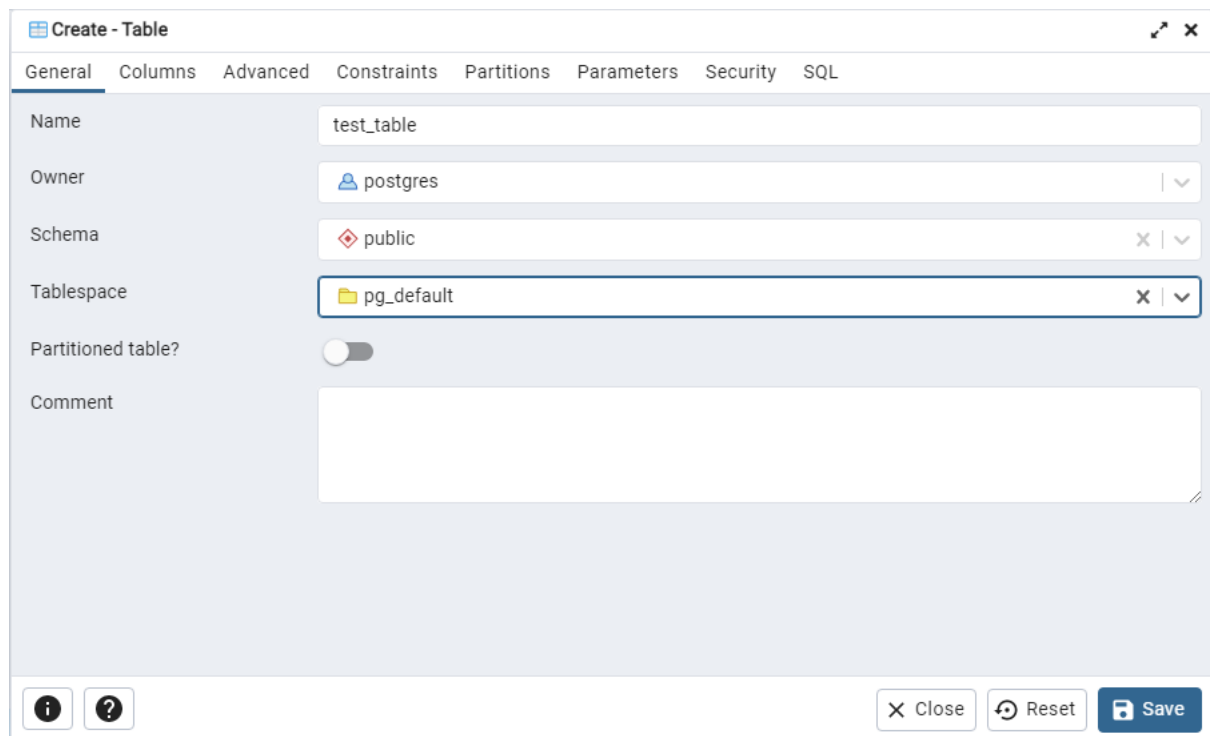 Create - Table
General Columns Advanced Constraints Partitions Parameters Security SQL
Name test_table
Owner postgres
Schema public
Tablespace pg_default
Partitioned table?
Comment
Close Reset Save